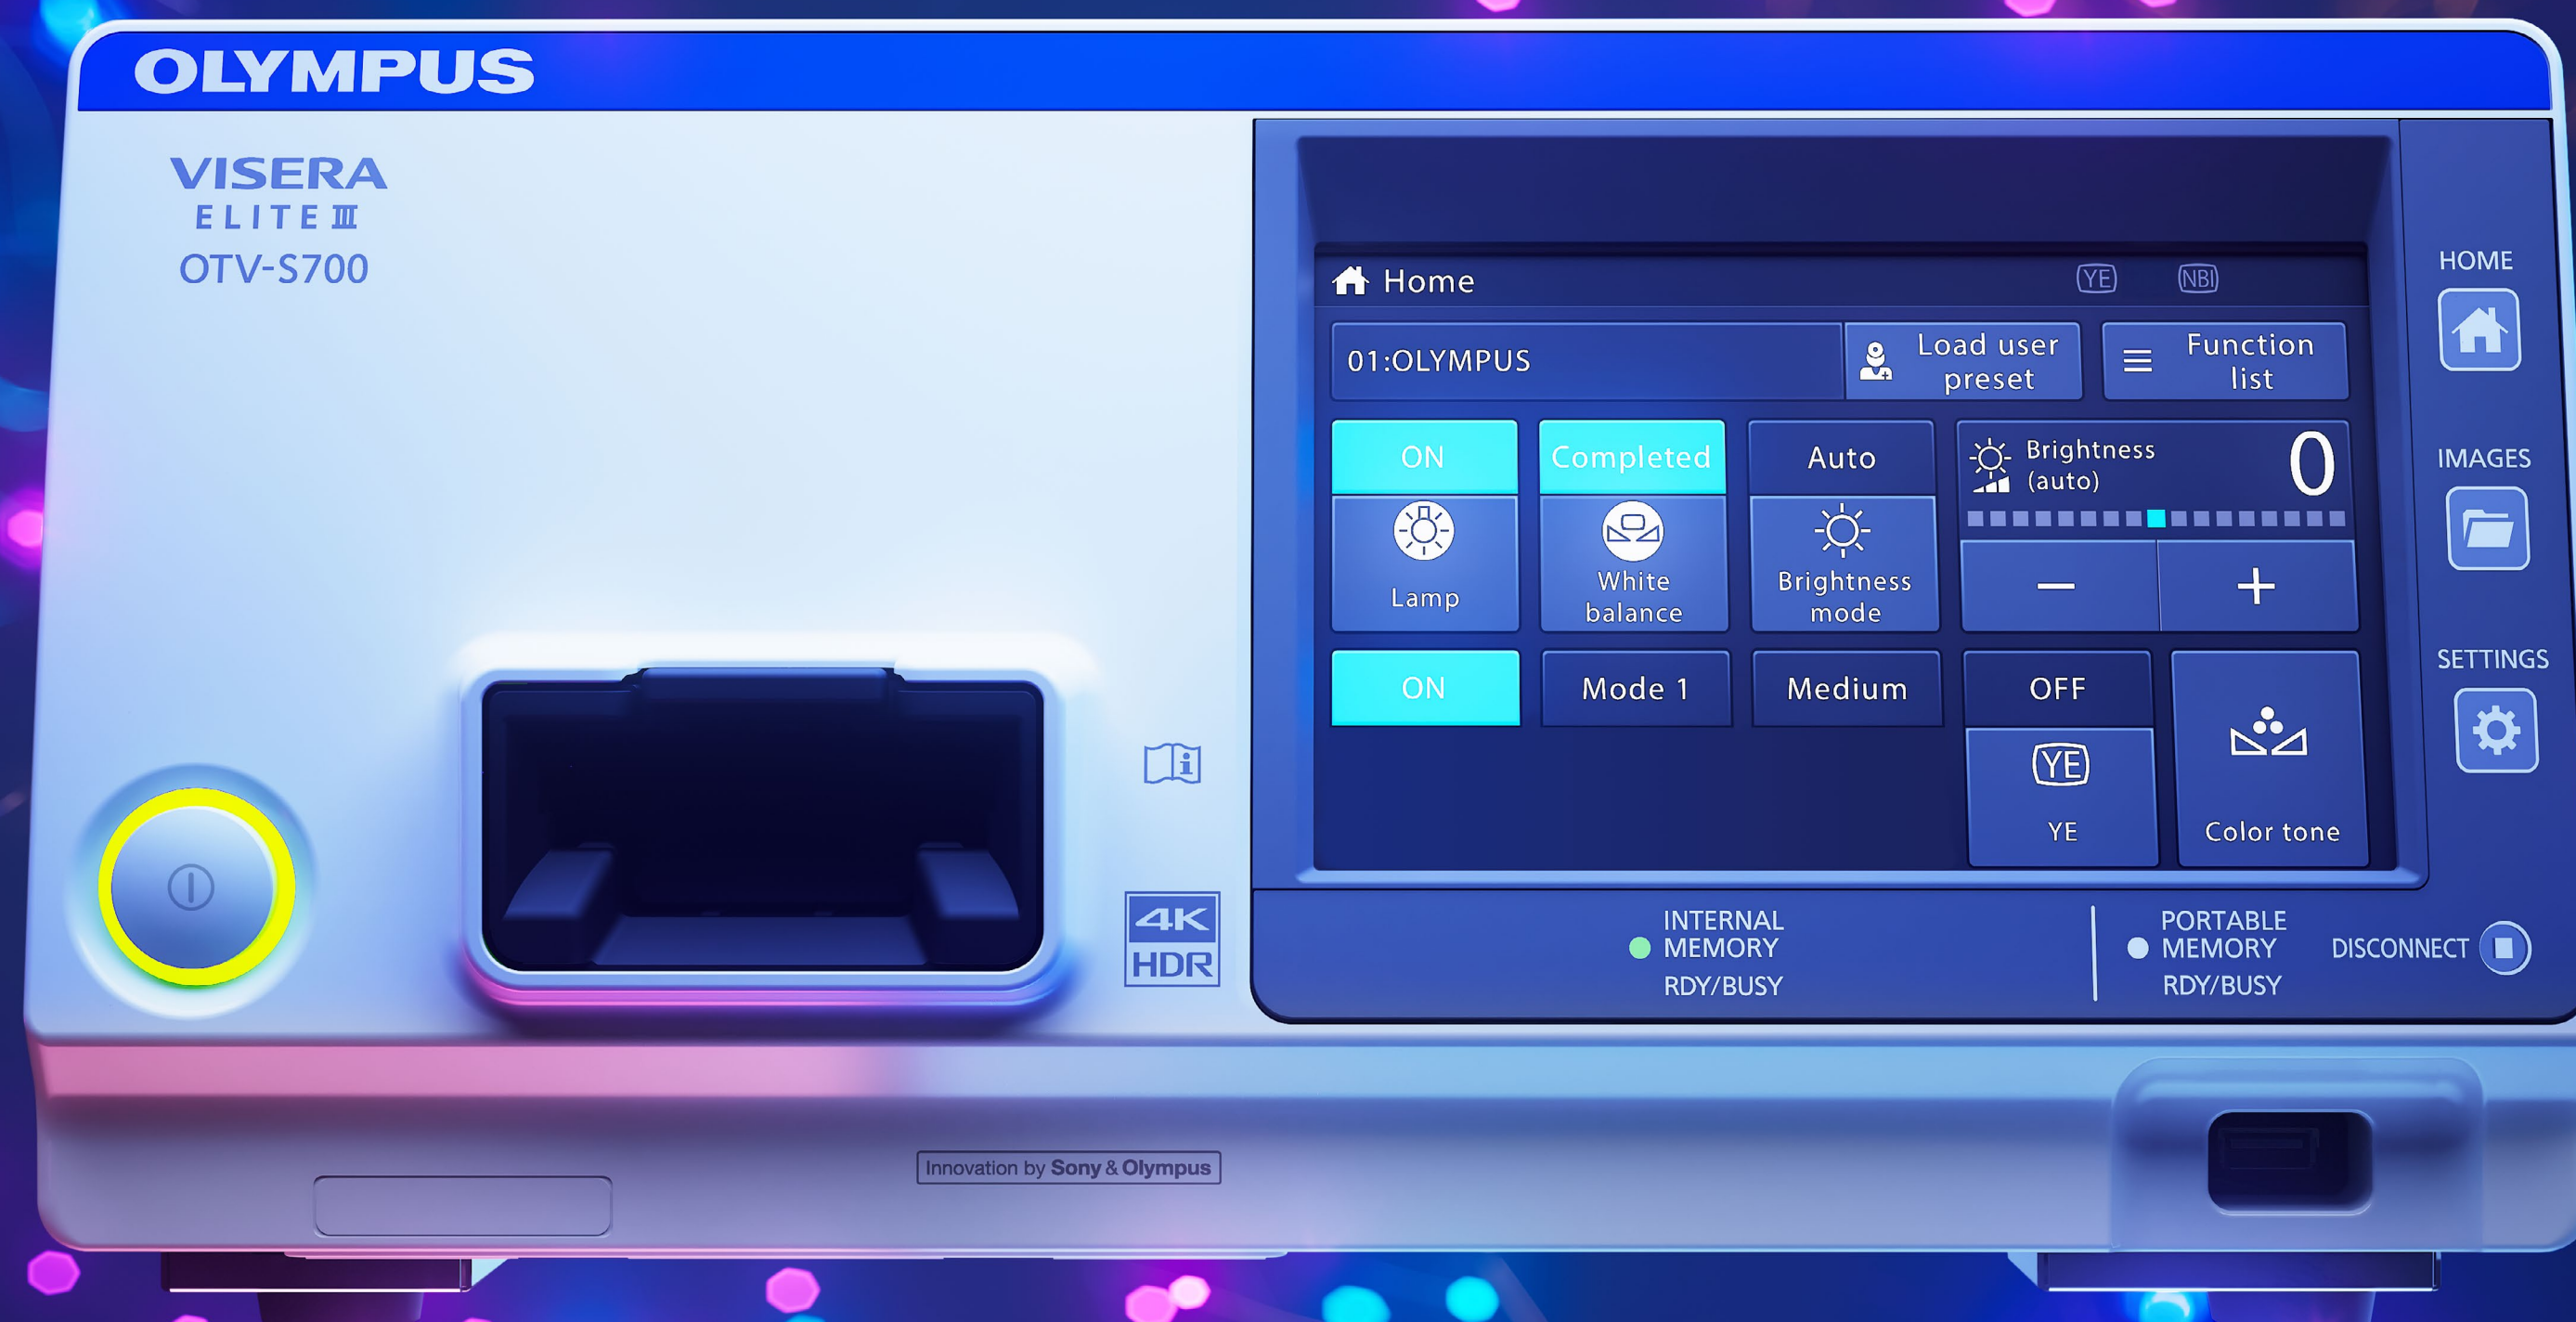 OLYMPUS
VISERA
ELITE III
OTV-S700
Home
YE
NBI
01:OLYMPUS
Load user
preset
Function
list
ON
Completed
Auto
Brightness
(auto)
0
Lamp
White
balance
Brightness
mode
ON
Mode 1
Medium
OFF
YE
YE
Color tone
HOME
IMAGES
SETTINGS
4K
HDR
INTERNAL
MEMORY
RDY/BUSY
PORTABLE
MEMORY
RDY/BUSY
DISCONNECT
Innovation by Sony & Olympus